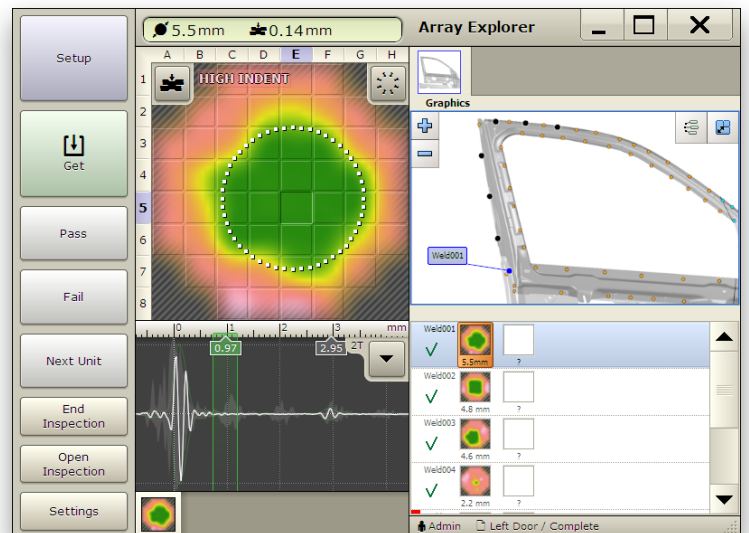 Setup
Get
Pass
Fail
Next Unit
End
Inspection
Open
Inspection
Settings
5.5mm 0.14mm
A B C D E F G H
1
2
3
4
5
6
7
8
HIGH INDENT
0 1 2 3 mm
0.97 2.95 2T
Array Explorer
Graphics
Weld001
Weld001
5.5mm ?
Weld002
4.8 mm ?
Weld003
4.6 mm ?
Weld004
2.2 mm ?
Admin Left Door / Complete